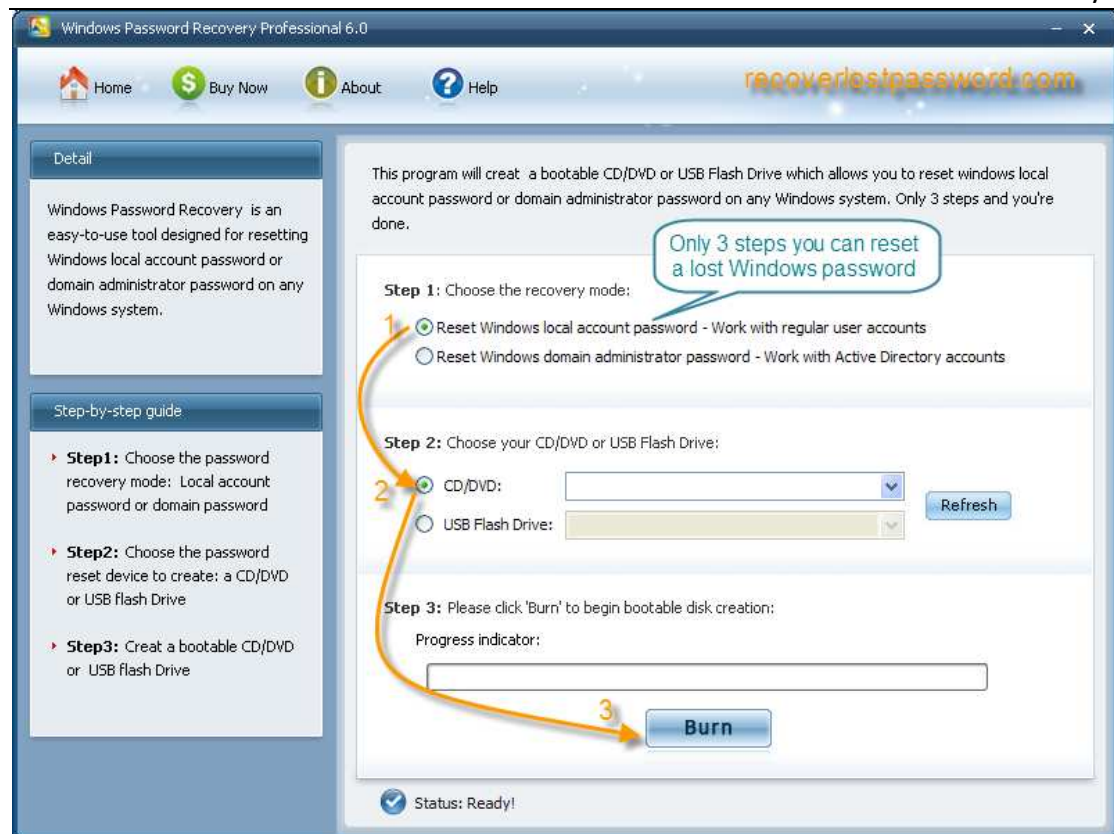 Windows Password Recovery Professional 6.0
Home Buy Now About Help recoverlostpassword.com
Detail
Windows Password Recovery is an
easy-to-use tool designed for resetting
Windows local account password or
domain administrator password on any
Windows system.
Step-by-step guide
Step1: Choose the password
recovery mode: Local account
password or domain password
Step2: Choose the password
reset device to create: a CD/DVD
or USB flash Drive
Step3: Creat a bootable CD/DVD
or USB flash Drive
This program will creat a bootable CD/DVD or USB Flash Drive which allows you to reset windows local
account password or domain administrator password on any Windows system. Only 3 steps and you're
done.
Only 3 steps you can reset
a lost Windows password
Step 1: Choose the recovery mode:
1 Reset Windows local account password - Work with regular user accounts
Reset Windows domain administrator password - Work with Active Directory accounts
Step 2: Choose your CD/DVD or USB Flash Drive:
2 CD/DVD:
Refresh
USB Flash Drive:
Step 3: Please click 'Burn' to begin bootable disk creation:
Progress indicator:
3
Burn
Status: Ready!